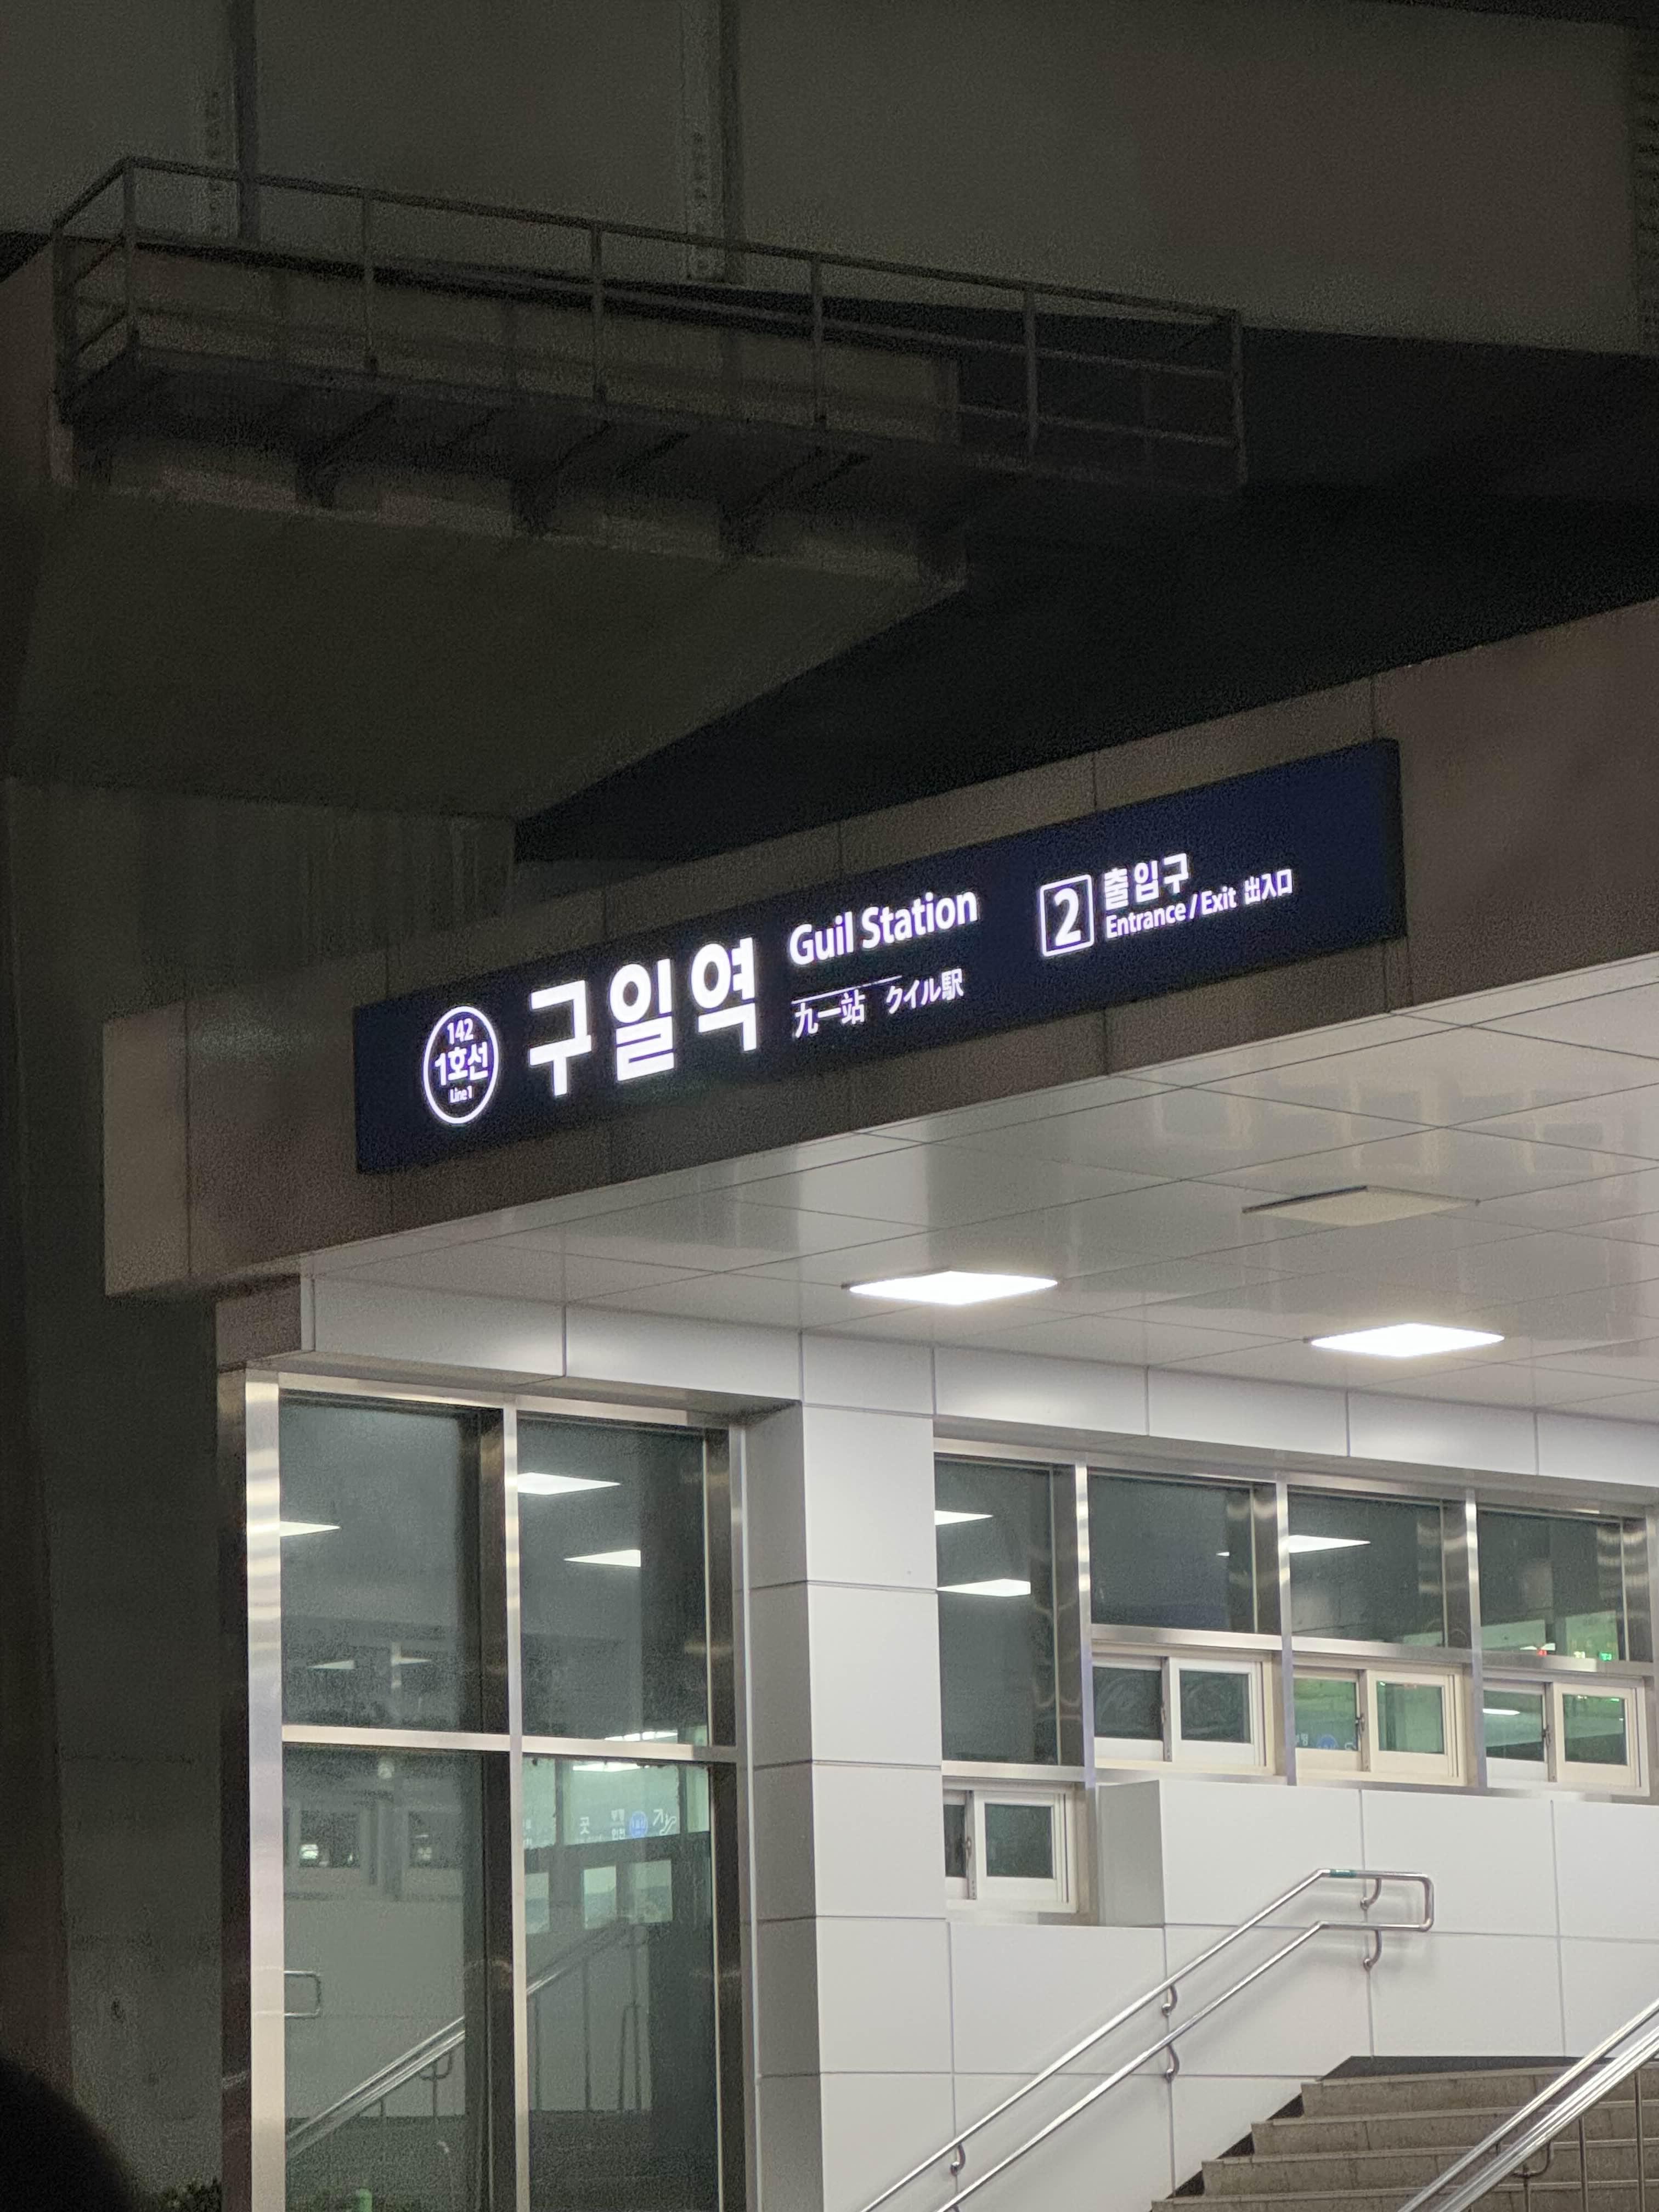 142
1호선
Line 1
구일역
Guil Station
九一站 クイル駅
2
출입구
Entrance/Exit 出入口